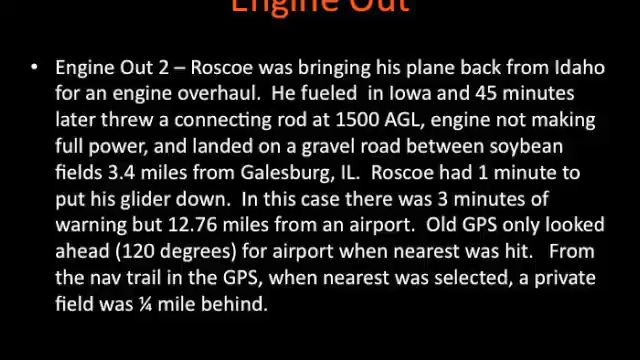 Engine Out
• Engine Out 2 – Roscoe was bringing his plane back from Idaho
for an engine overhaul.  He fueled  in Iowa and 45 minutes
later threw a connecting rod at 1500 AGL, engine not making
full power, and landed on a gravel road between soybean
fields 3.4 miles from Galesburg, IL.  Roscoe had 1 minute to
put his glider down.  In this case there was 3 minutes of
warning but 12.76 miles from an airport.  Old GPS only looked
ahead (120 degrees) for airport when nearest was hit.   From
the nav trail in the GPS, when nearest was selected, a private
field was ¼ mile behind.